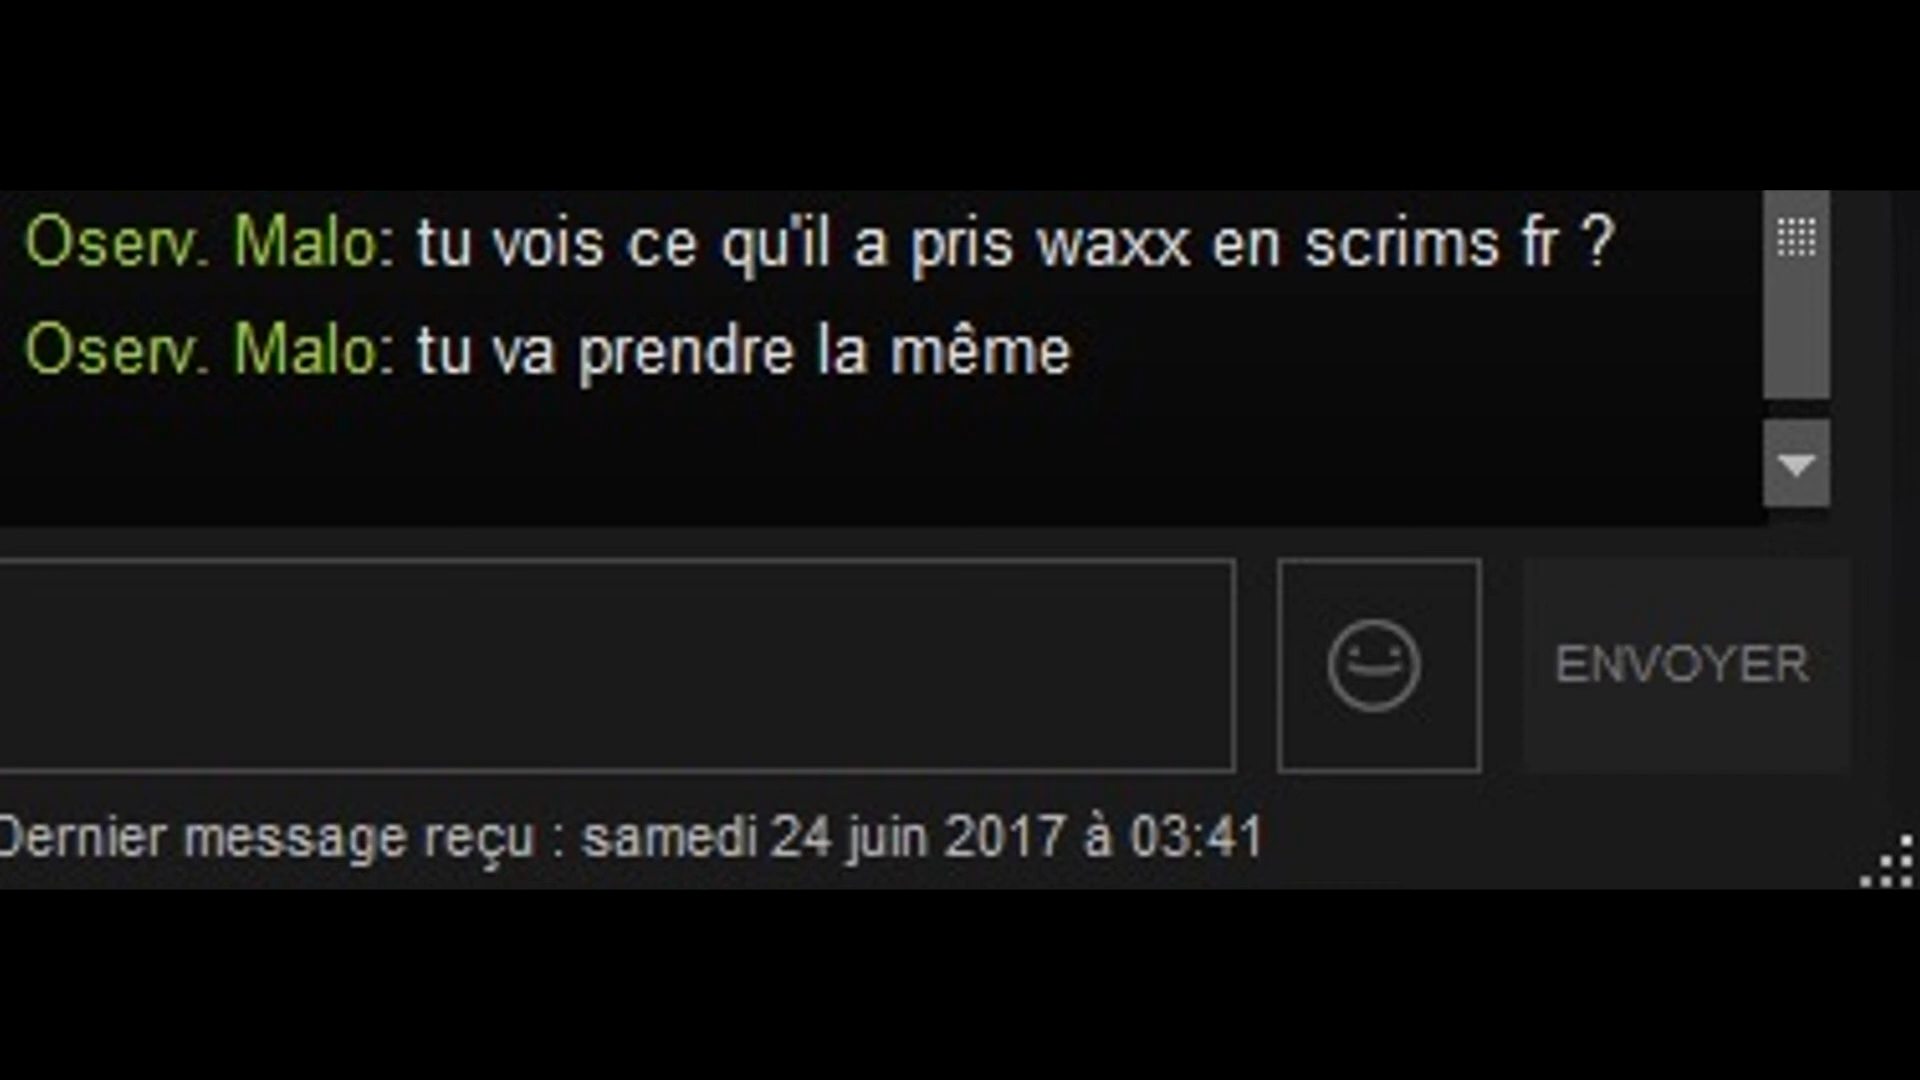 Oserv. Malo: tu vois ce qu'il a pris waxx en scrims fr ?
Oserv. Malo: tu va prendre la même
ENVOYER
Dernier message reçu : samedi 24 juin 2017 à 03:41